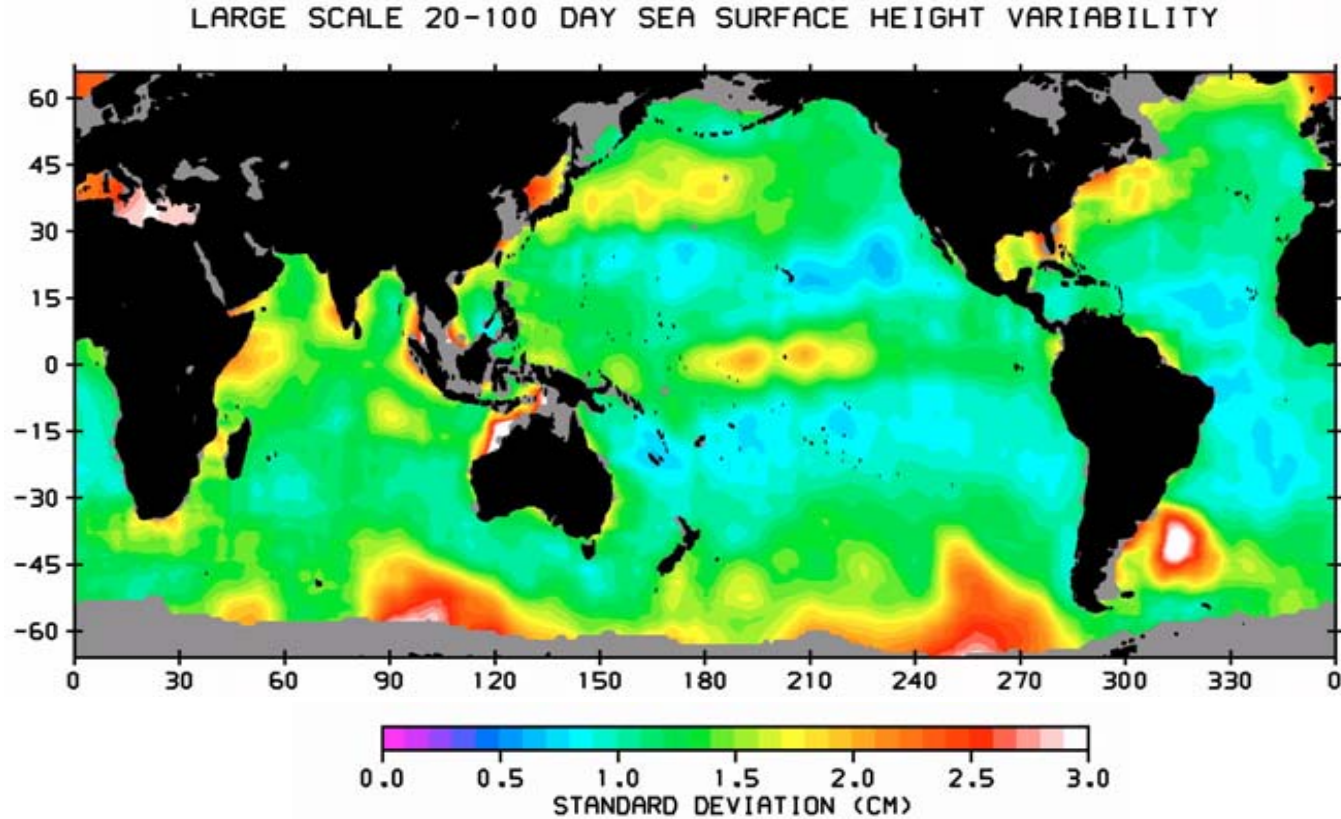 LARGE SCALE 20-100 DAY SEA SURFACE HEIGHT VARIABILITY
60
45
30
15
0
-15
-30
-45
-60
0 30 60 90 120 150 180 210 240 270 300 330 0
0.0 0.5 1.0 1.5 2.0 2.5 3.0
STANDARD DEVIATION (CM)